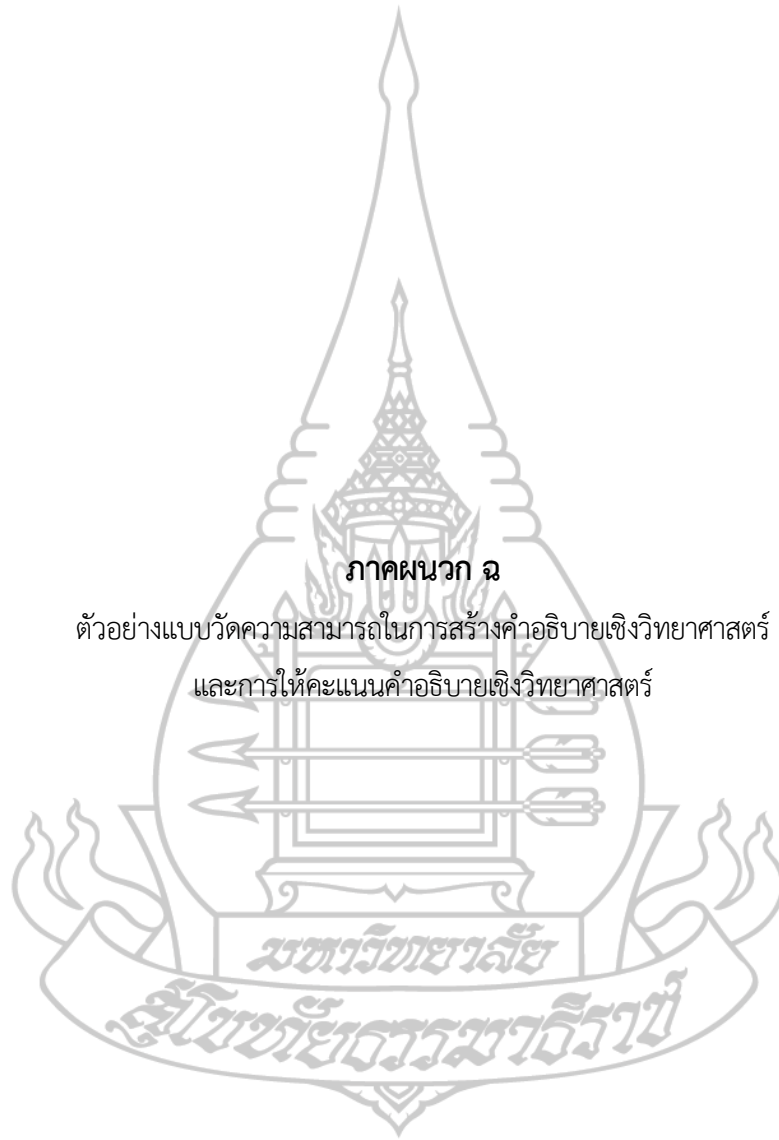 ภาคผนวก ฉ
ตัวอย่างแบบวัดความสามารถในการสร้างคำอธิบายเชิงวิทยาศาสตร์
และการให้คะแนนคำอธิบายเชิงวิทยาศาสตร์
มหาวิทยาลัย
สุโขทัยธรรมาธิราช